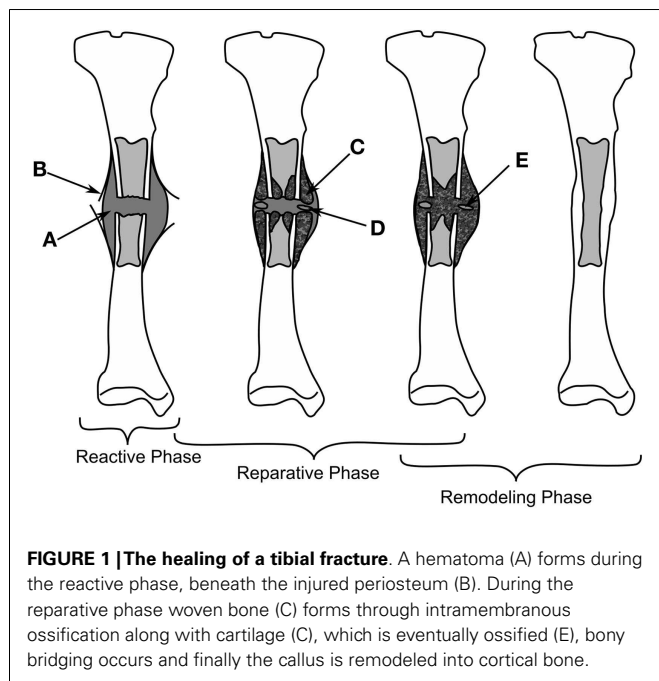 B
A
C
D
E
Reactive Phase
Reparative Phase
Remodeling Phase
FIGURE 1 | The healing of a tibial fracture. A hematoma (A) forms during
the reactive phase, beneath the injured periosteum (B). During the
reparative phase woven bone (C) forms through intramembranous
ossification along with cartilage (C), which is eventually ossified (E), bony
bridging occurs and finally the callus is remodeled into cortical bone.